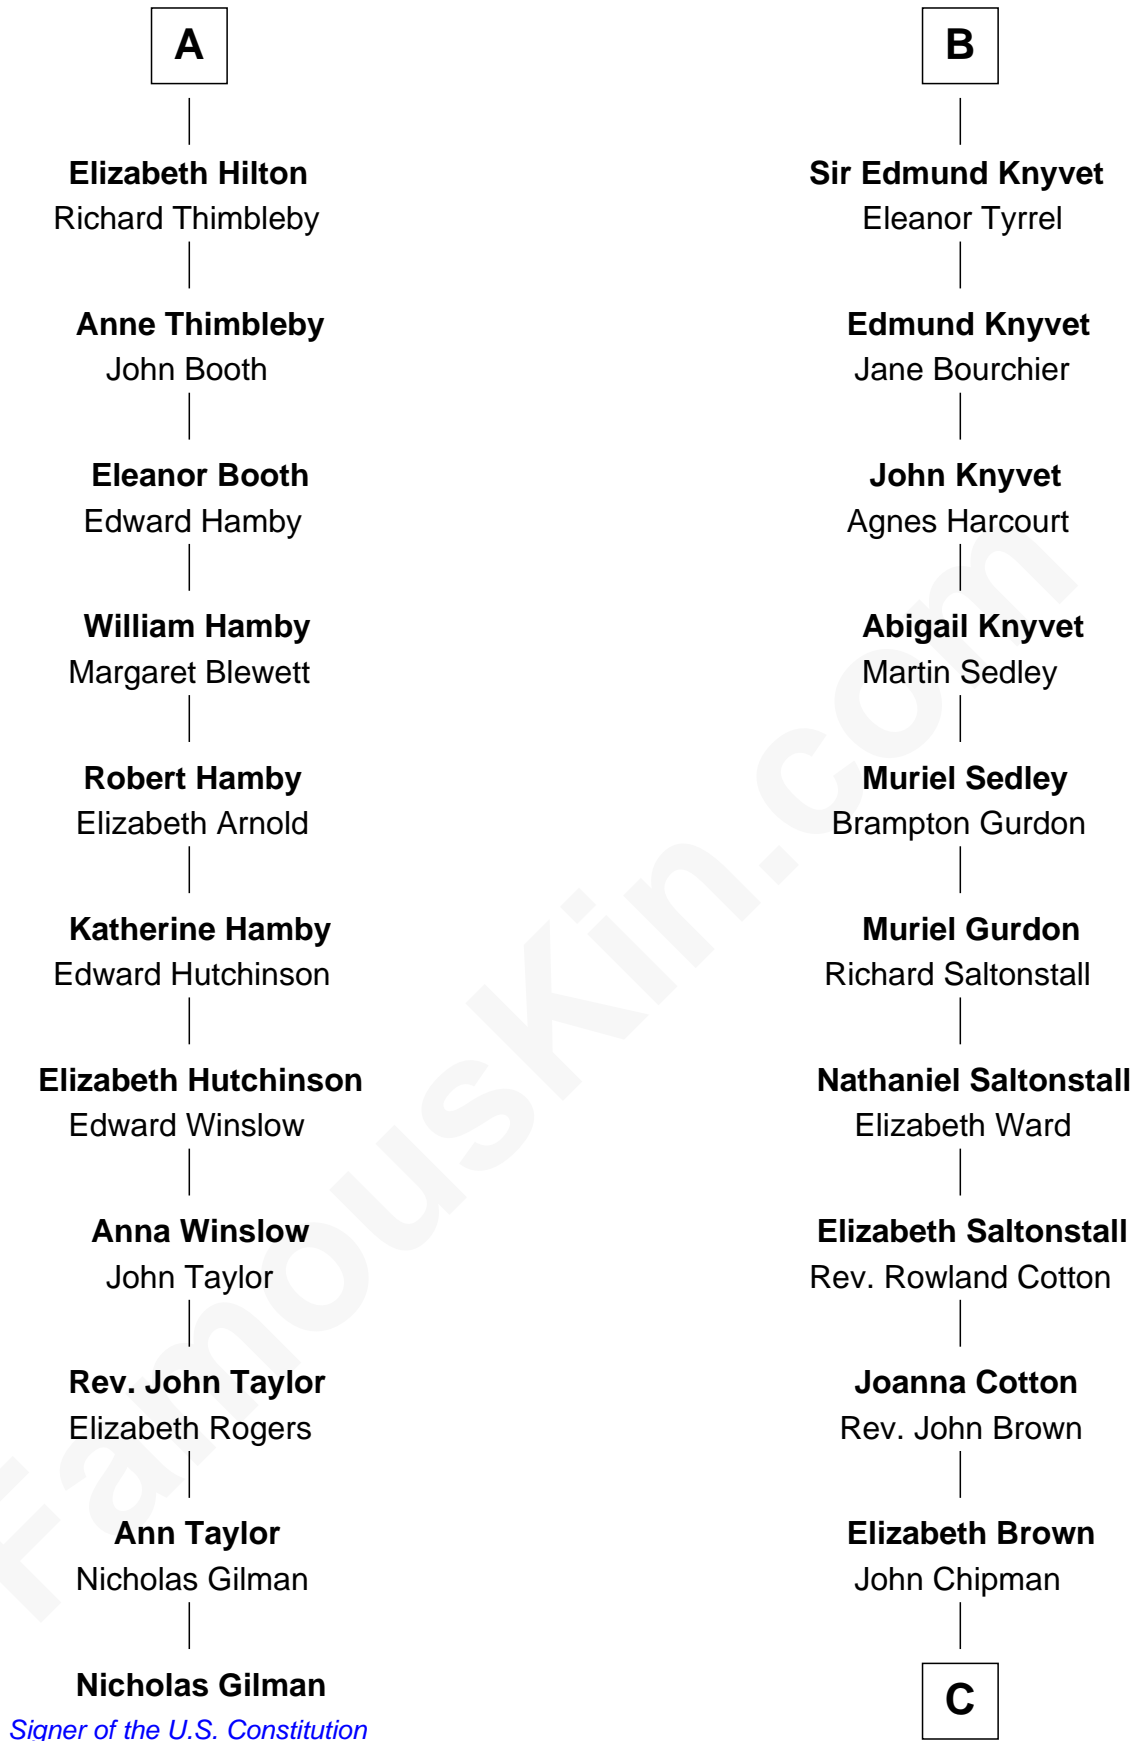 A
Elizabeth Hilton
Richard Thimbleby
Anne Thimbleby
John Booth
Eleanor Booth
Edward Hamby
William Hamby
Margaret Blewett
Robert Hamby
Elizabeth Arnold
Katherine Hamby
Edward Hutchinson
Elizabeth Hutchinson
Edward Winslow
Anna Winslow
John Taylor
Rev. John Taylor
Elizabeth Rogers
Ann Taylor
Nicholas Gilman
Nicholas Gilman
Signer of the U.S. Constitution
B
Sir Edmund Knyvet
Eleanor Tyrrel
Edmund Knyvet
Jane Bourchier
John Knyvet
Agnes Harcourt
Abigail Knyvet
Martin Sedley
Muriel Sedley
Brampton Gurdon
Muriel Gurdon
Richard Saltonstall
Nathaniel Saltonstall
Elizabeth Ward
Elizabeth Saltonstall
Rev. Rowland Cotton
Joanna Cotton
Rev. John Brown
Elizabeth Brown
John Chipman
C
FamousKin.com